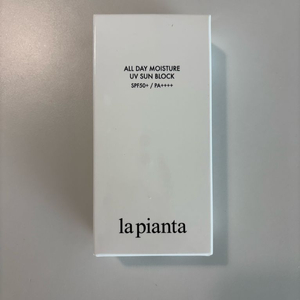 ALL DAY MOISTURE
UV SUN BLOCK
SPF50+ / PA++++
la pianta